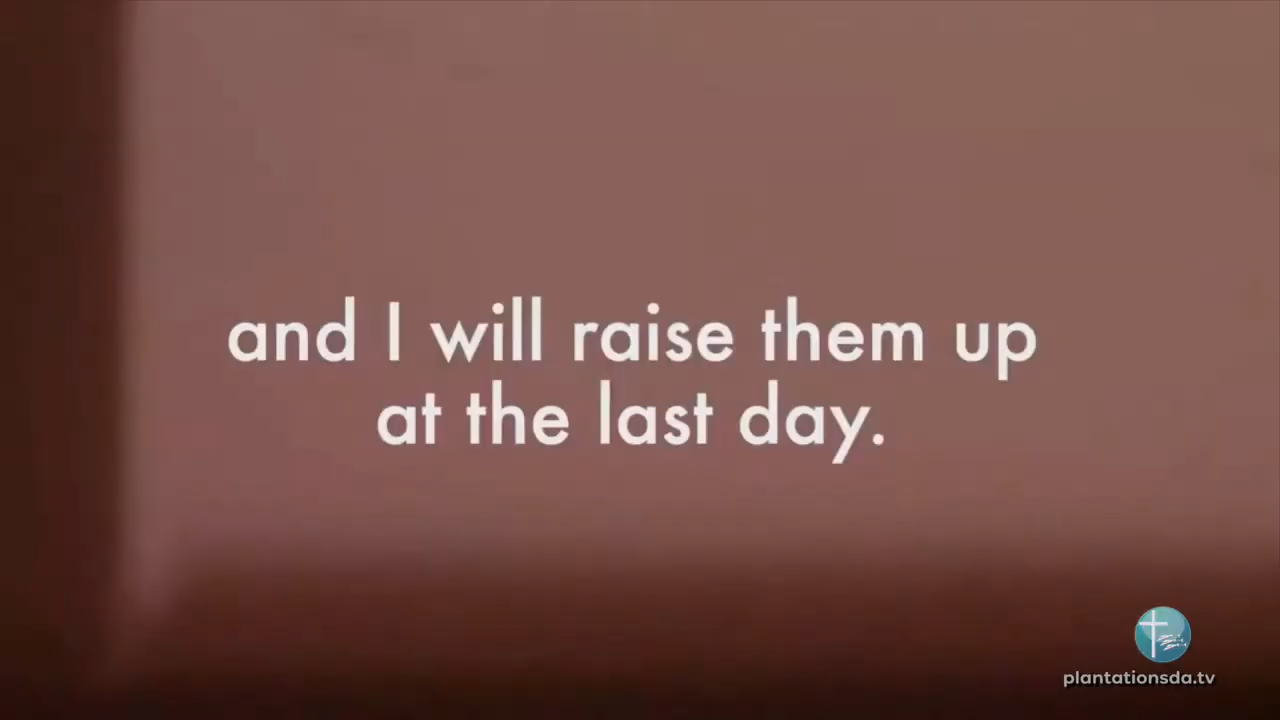 and I will raise them up
at the last day.
plantationsda.tv